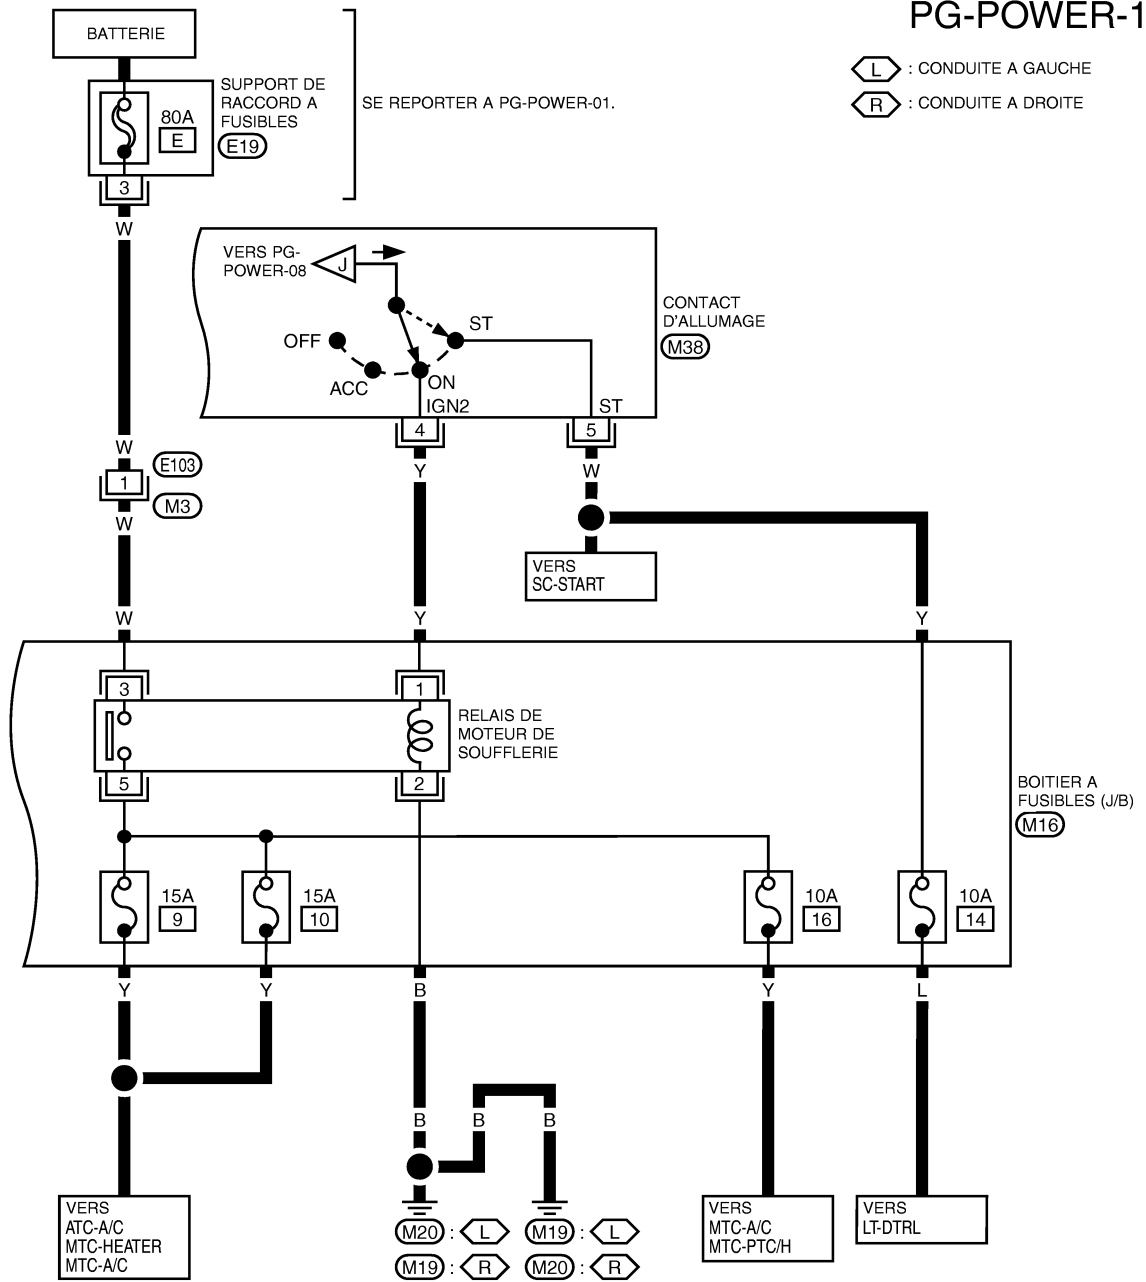 PG-POWER-1
BATTERIE
L : CONDUITE A GAUCHE
R : CONDUITE A DROITE
SUPPORT DE
RACCORD A
FUSIBLES
E19
80A
E
SE REPORTER A PG-POWER-01.
3
W
VERS PG-
POWER-08
J
CONTACT
D'ALLUMAGE
M38
OFF
ACC
ON
ST
IGN2
ST
4
5
Y
W
W
1
E103
M3
W
VERS
SC-START
W
Y
Y
3
1
RELAIS DE
MOTEUR DE
SOUFFLERIE
5
2
BOITIER A
FUSIBLES (J/B)
M16
15A
9
15A
10
10A
16
10A
14
Y
Y
B
Y
L
B
B
B
VERS
ATC-A/C
MTC-HEATER
MTC-A/C
M20 : L
M19 : R
M19 : L
M20 : R
VERS
MTC-A/C
MTC-PTC/H
VERS
LT-DTRL